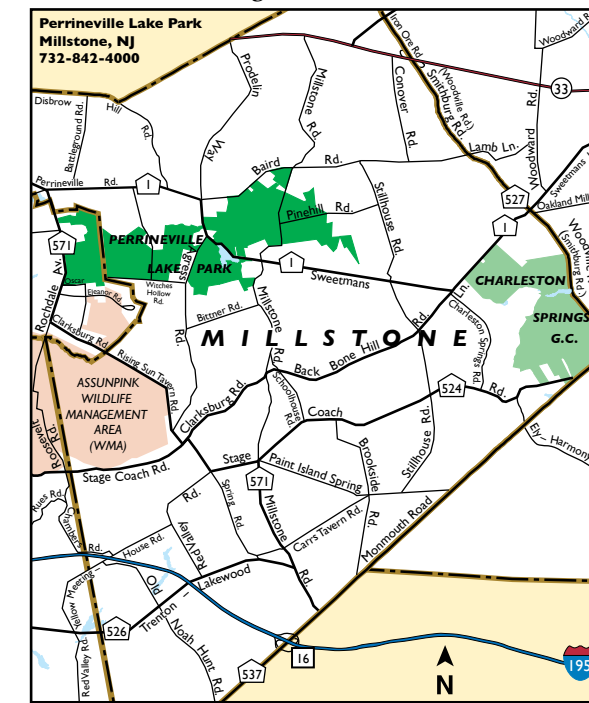 Perrineville Lake Park
Millstone, NJ
732-842-4000
Iron Ore Rd.
(Woodville Rd.)
Smithburg Rd.
Woodward
33
Prodelin
Way
Millstone
Rd.
Conover
Rd.
Woodward
Rd.
Disbrow
Hill
Rd.
Battleground Rd.
Lamb Ln.
Baird
Rd.
Perrineville
Rd.
1
527
Sweetmans
Oakland Mill
1
Stillhouse
Rd.
Pinehill Rd.
571
PERRINEVILLE
LAKE PARK
Agress
Rd.
1
Sweetmans
Ln.
Woodville
(Smithburg Rd.)
CHARLESTON
SPRINGS
G.C.
Oscar
Eleanor Rd.
Witches
Hollow
Rd.
Rochdale
Av.
Bittner Rd.
Millstone
Rd.
Charleston
Springs Rd.
MILLSTONE
Clarksburg Rd.
Rising Sun Tavern Rd.
Back Bone Hill
Rd.
ASSUNPINK
WILDLIFE
MANAGEMENT
AREA
(WMA)
Clarksburg Rd.
Schoolhouse
Rd.
524
Rd.
Coach
Stillhouse Rd.
Ely - Harmony
Roosevelt
Rd.
Stage Coach Rd.
Stage
Paint Island Spring
Brookside
Rd.
571
Spring
Rd.
Millstone
Rd
Rues Rd.
Chambers
Rd.
Rd.
Red Valley
Carrs Tavern Rd.
Monmouth Road
Yellow Meeting - House Rd.
Old
Noah Hunt
Rd.
Trenton - Lakewood
526
Red Valley Rd.
537
16
195
N